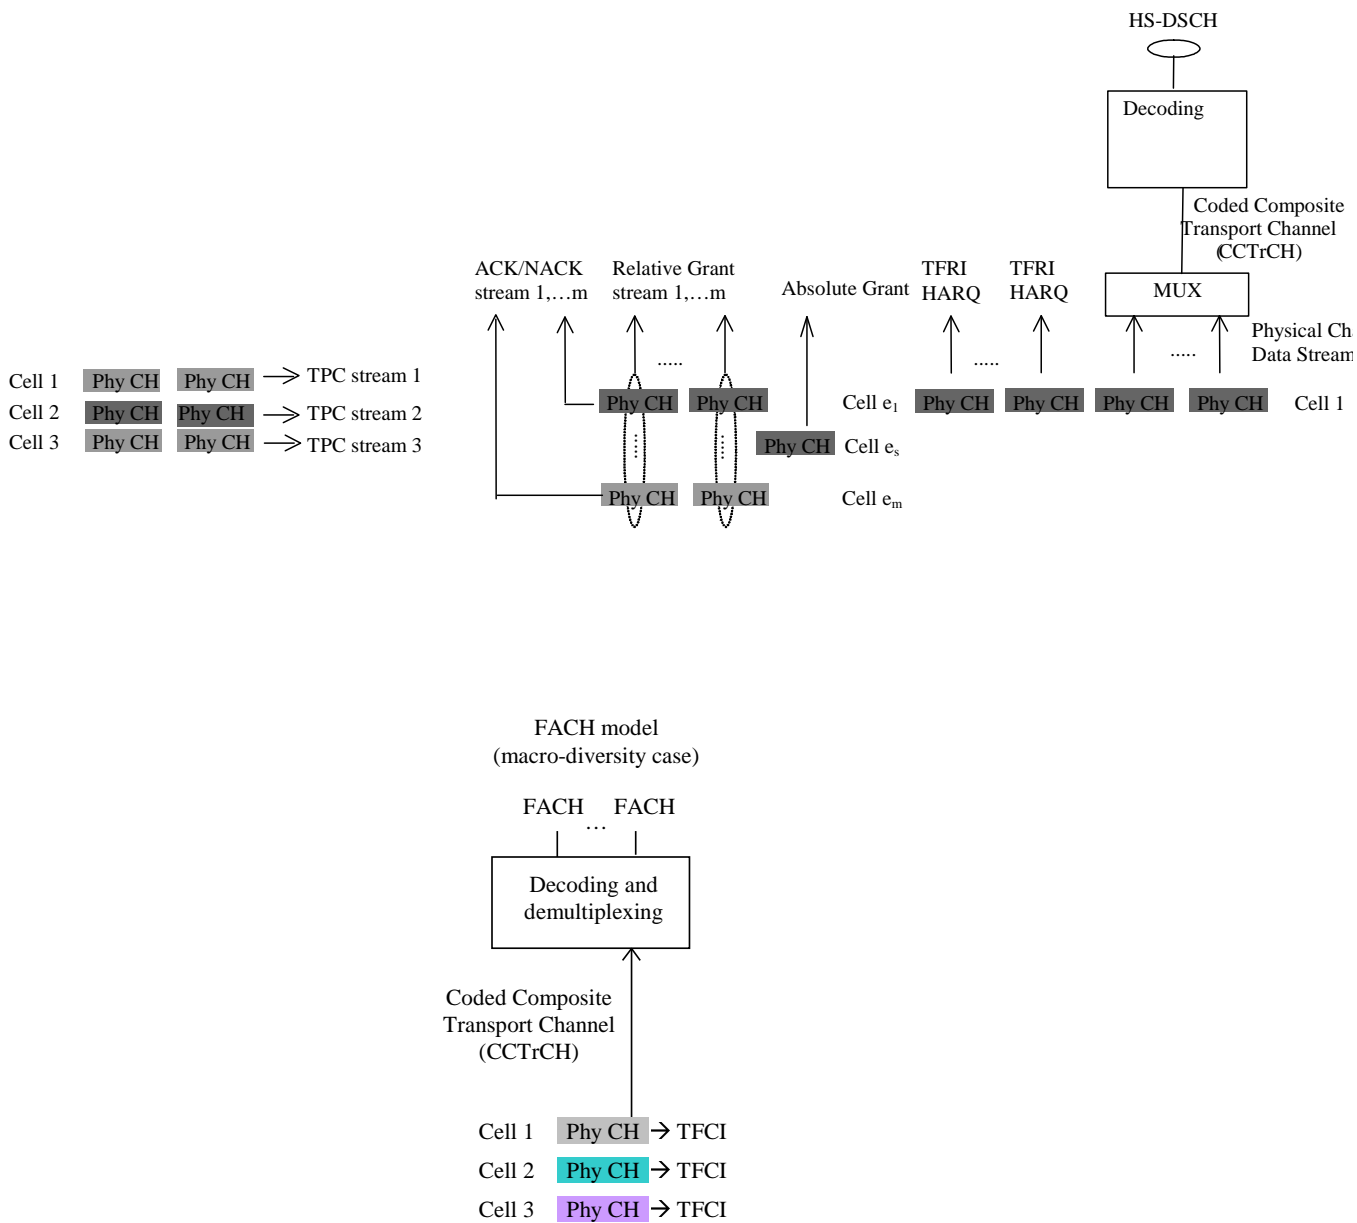 HS-DSCH
Decoding
Coded Composite
Transport Channel
(CCTrCH)
MUX
ACK/NACK
stream 1,…m
Relative Grant
stream 1,…m
Absolute Grant
TFRI
HARQ
TFRI
HARQ
Physical Cha
Data Stream
.....
.....
.....
Cell 1 Phy CH Phy CH TPC stream 1
Cell 2 Phy CH Phy CH TPC stream 2
Cell 3 Phy CH Phy CH TPC stream 3
Phy CH Phy CH Cell e1 Phy CH Phy CH Phy CH Phy CH Cell 1
Phy CH Cell es
Phy CH Phy CH Cell em
FACH model
(macro-diversity case)
FACH … FACH
Decoding and
demultiplexing
Coded Composite
Transport Channel
(CCTrCH)
Cell 1 Phy CH → TFCI
Cell 2 Phy CH → TFCI
Cell 3 Phy CH → TFCI